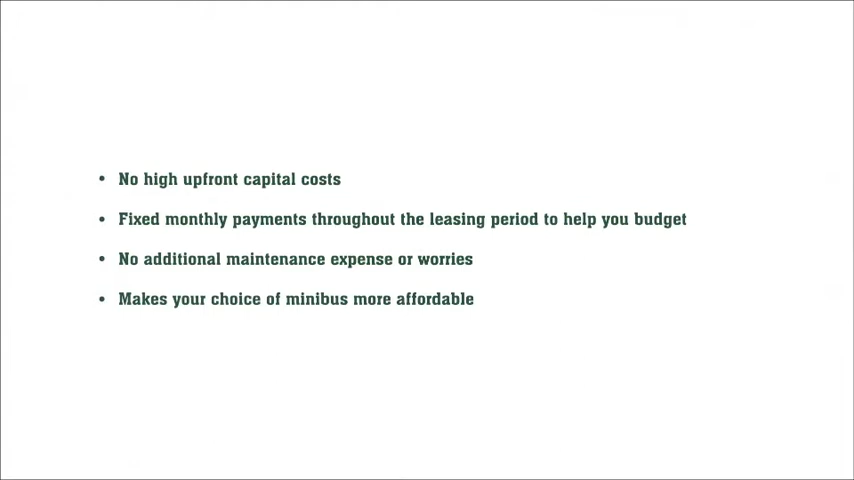 • No high upfront capital costs
• Fixed monthly payments throughout the leasing period to help you budget
• No additional maintenance expense or worries
• Makes your choice of minibus more affordable